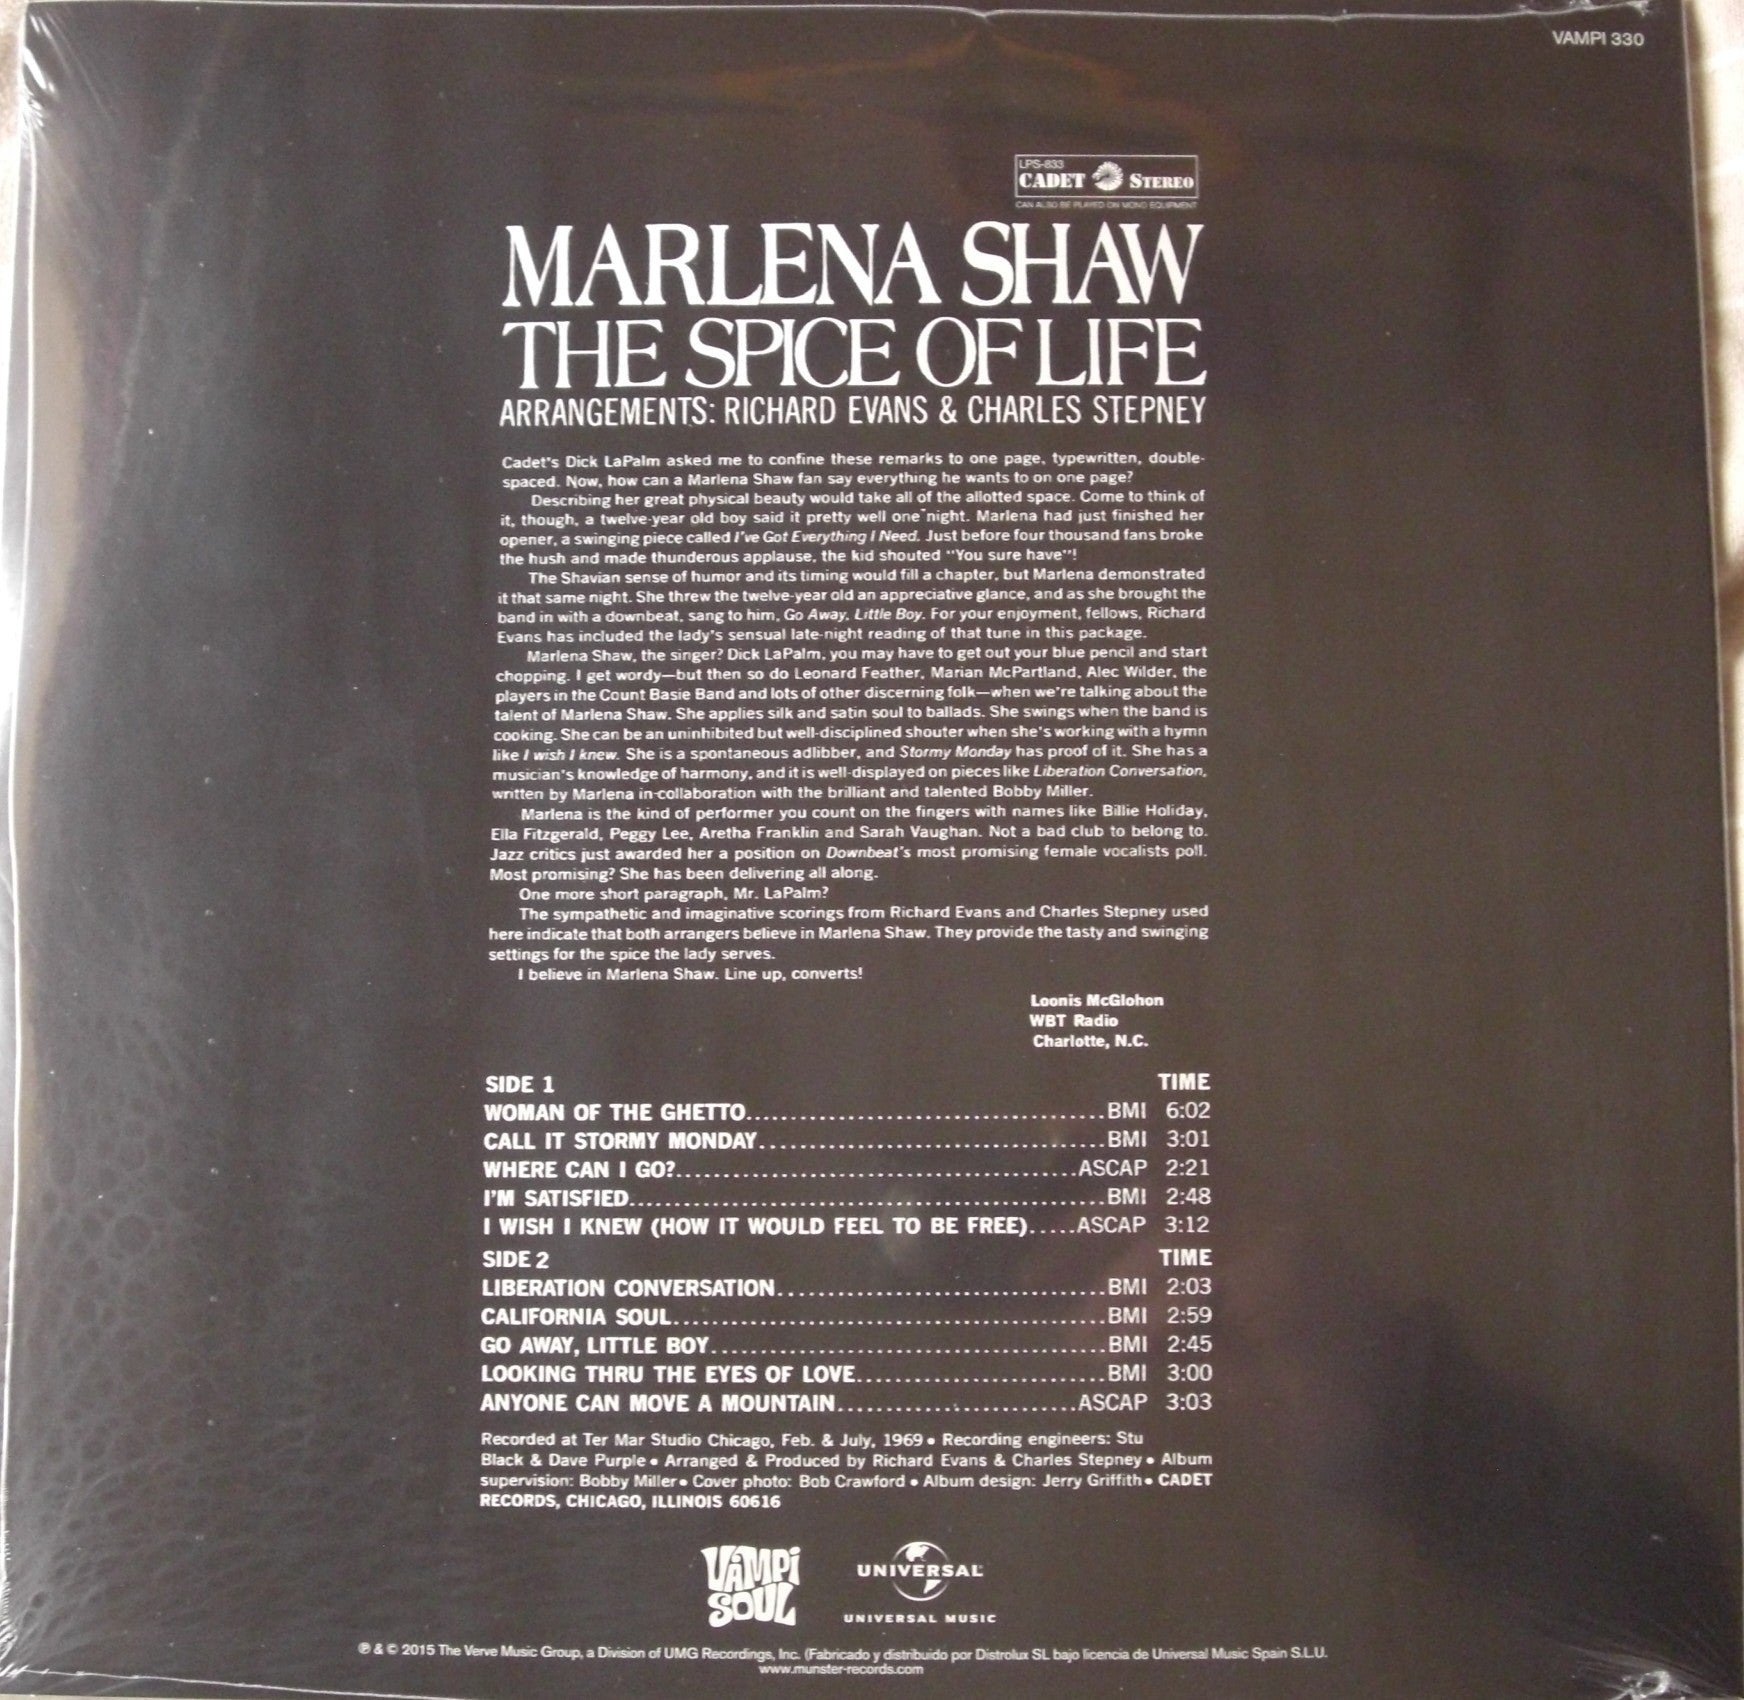 VAMPI 330
LPS-833
CADET STEREO
CAN ALSO BE PLAYED ON MONO EQUIPMENT
MARLENA SHAW
THE SPICE OF LIFE
ARRANGEMENTS: RICHARD EVANS & CHARLES STEPNEY
Cadet's Dick LaPalm asked me to confine these remarks to one page, typewritten, double-
spaced. Now, how can a Marlena Shaw fan say everything he wants to on one page?
Describing her great physical beauty would take all of the allotted space. Come to think of
it, though, a twelve-year old boy said it pretty well one night. Marlena had just finished her
opener, a swinging piece called I've Got Everything I Need. Just before four thousand fans broke
the hush and made thunderous applause, the kid shouted "You sure have"!
The Shavian sense of humor and its timing would fill a chapter, but Marlena demonstrated
it that same night. She threw the twelve-year old an appreciative glance, and as she brought the
band in with a downbeat, sang to him, Go Away, Little Boy. For your enjoyment, fellows, Richard
Evans has included the lady's sensual late-night reading of that tune in this package.
Marlena Shaw, the singer? Dick LaPalm, you may have to get out your blue pencil and start
chopping. I get wordy—but then so do Leonard Feather, Marian McPartland, Alec Wilder, the
players in the Count Basie Band and lots of other discerning folk—when we're talking about the
talent of Marlena Shaw. She applies silk and satin soul to ballads. She swings when the band is
cooking. She can be an uninhibited but well-disciplined shouter when she's working with a hymn
like I wish I knew. She is a spontaneous adlibber, and Stormy Monday has proof of it. She has a
musician's knowledge of harmony, and it is well-displayed on pieces like Liberation Conversation,
written by Marlena in-collaboration with the brilliant and talented Bobby Miller.
Marlena is the kind of performer you count on the fingers with names like Billie Holiday,
Ella Fitzgerald, Peggy Lee, Aretha Franklin and Sarah Vaughan. Not a bad club to belong to.
Jazz critics just awarded her a position on Downbeat's most promising female vocalists poll.
Most promising? She has been delivering all along.
One more short paragraph, Mr. LaPalm?
The sympathetic and imaginative scorings from Richard Evans and Charles Stepney used
here indicate that both arrangers believe in Marlena Shaw. They provide the tasty and swinging
settings for the spice the lady serves.
I believe in Marlena Shaw. Line up, converts!
Loonis McGlohon
WBT Radio
Charlotte, N.C.
SIDE 1 TIME
WOMAN OF THE GHETTO.....................................BMI 6:02
CALL IT STORMY MONDAY...................................BMI 3:01
WHERE CAN I GO?.........................................ASCAP 2:21
I'M SATISFIED................................................BMI 2:48
I WISH I KNEW (HOW IT WOULD FEEL TO BE FREE).....ASCAP 3:12
SIDE 2 TIME
LIBERATION CONVERSATION.................................BMI 2:03
CALIFORNIA SOUL............................................BMI 2:59
GO AWAY, LITTLE BOY........................................BMI 2:45
LOOKING THRU THE EYES OF LOVE.........................BMI 3:00
ANYONE CAN MOVE A MOUNTAIN........................ASCAP 3:03
Recorded at Ter Mar Studio Chicago, Feb. & July, 1969 • Recording engineers: Stu
Black & Dave Purple • Arranged & Produced by Richard Evans & Charles Stepney • Album
supervision: Bobby Miller • Cover photo: Bob Crawford • Album design: Jerry Griffith • CADET
RECORDS, CHICAGO, ILLINOIS 60616
VAMPI SOUL
UNIVERSAL
UNIVERSAL MUSIC
℗ & © 2015 The Verve Music Group, a Division of UMG Recordings, Inc. (Fabricado y distribuido por Distrolux SL bajo licencia de Universal Music Spain S.L.U.
www.munster-records.com